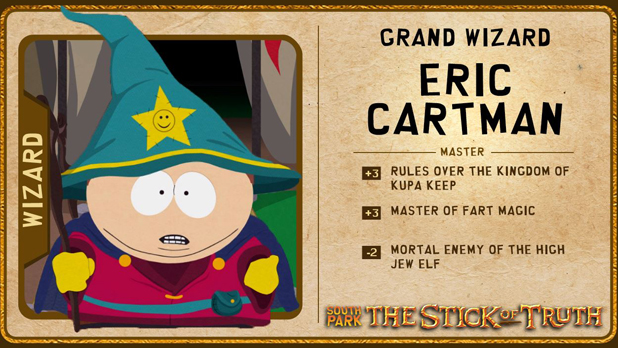 WIZARD
GRAND WIZARD
ERIC
CARTMAN
MASTER
+3 RULES OVER THE KINGDOM OF
KUPA KEEP
+3 MASTER OF FART MAGIC
-2 MORTAL ENEMY OF THE HIGH
JEW ELF
SOUTH PARK THE STICK OF TRUTH